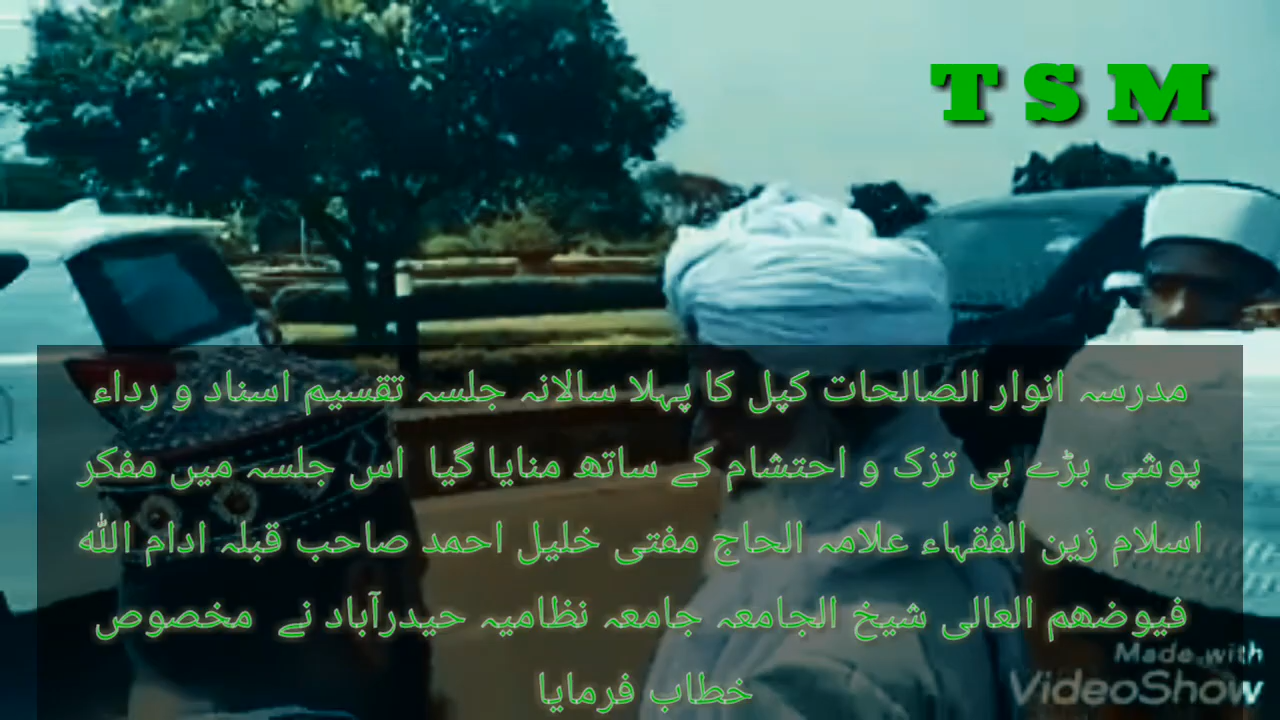 T S M
مدرسہ انوار الصالحات کپل کا پہلا سالانہ جلسہ تقسیم اسناد و رداء
پوشی بڑے ہی تزک و احتشام کے ساتھ منایا گیا اس جلسہ میں مفکر
اسلام زین الفقہاء علامہ الحاج مفتی خلیل احمد صاحب قبلہ ادام اللہ
فیوضھم العالی شیخ الجامعہ جامعہ نظامیہ حیدرآباد نے مخصوص
خطاب فرمایا
Made with
VideoShow